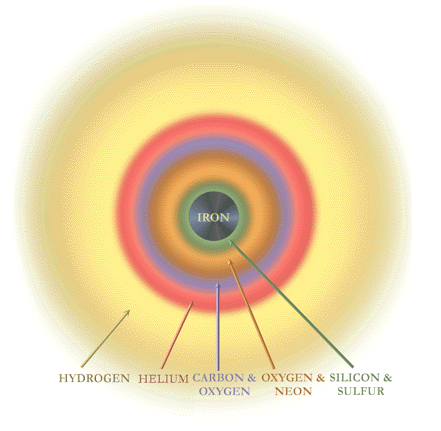 IRON
HYDROGEN
HELIUM
CARBON &
OXYGEN
OXYGEN &
NEON
SILICON &
SULFUR